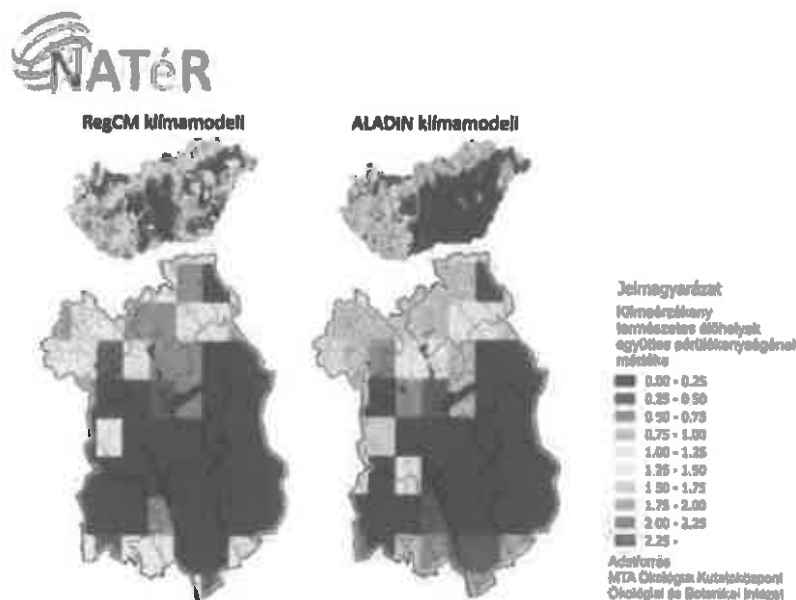 NATéR
RegCM klímamodell
ALADIN klímamodell
Jelmagyarázat
Klímaérzékeny
természetes élőhelyek
együttes sérülékenységének
mértéke
0.00 - 0.25
0.25 - 0.50
0.50 - 0.75
0.75 - 1.00
1.00 - 1.25
1.25 - 1.50
1.50 - 1.75
1.75 - 2.00
2.00 - 2.25
2.25 -
Adatforrás
MTA Ökológiai Kutatóközpont
Ökológiai és Botanikai Intézet